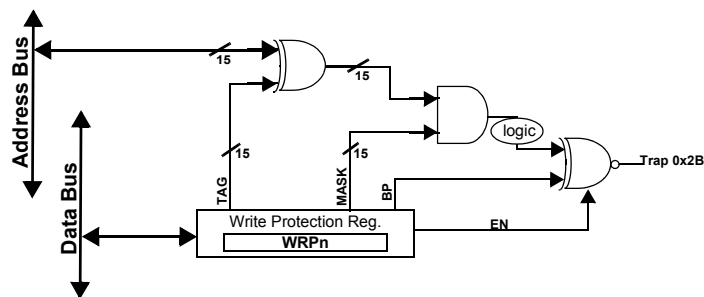 Address Bus
Data Bus
15
15
15
15
TAG
MASK
BP
logic
Trap 0x2B
Write Protection Reg.
WRPn
EN